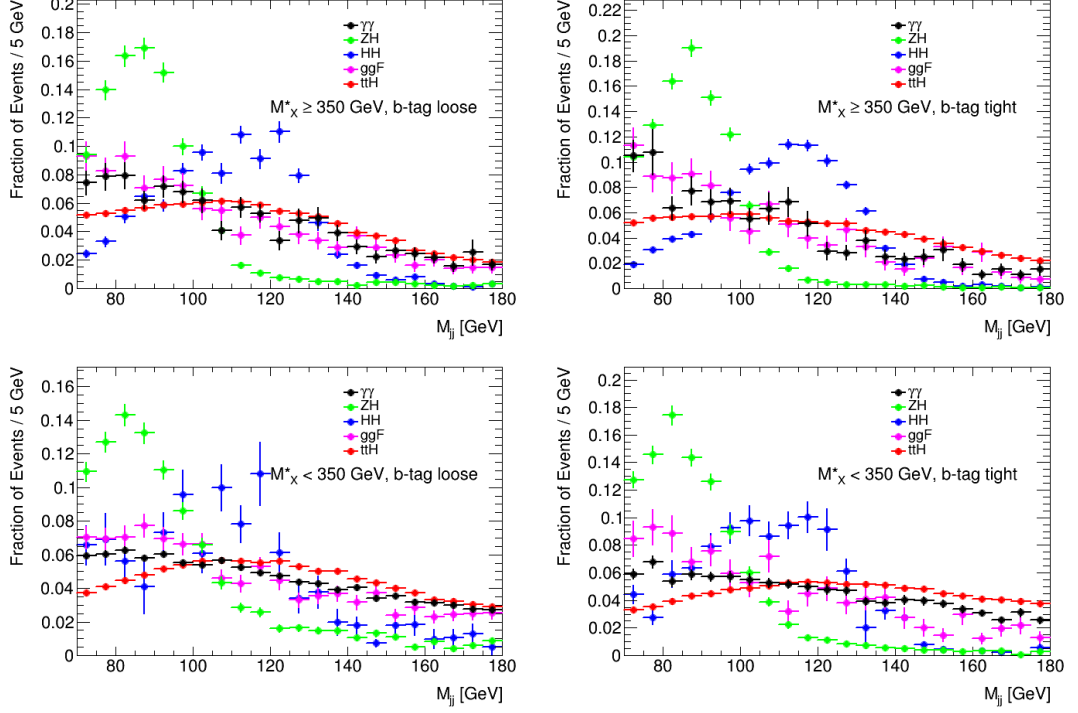 Fraction of Events / 5 GeV
0.2
0.18
0.16
0.14
0.12
0.1
0.08
0.06
0.04
0.02
0
γγ
ZH
HH
ggF
ttH
M*X ≥ 350 GeV, b-tag loose
80 100 120 140 160 180
Mjj [GeV]
Fraction of Events / 5 GeV
0.22
0.2
0.18
0.16
0.14
0.12
0.1
0.08
0.06
0.04
0.02
0
γγ
ZH
HH
ggF
ttH
M*X ≥ 350 GeV, b-tag tight
80 100 120 140 160 180
Mjj [GeV]
Fraction of Events / 5 GeV
0.16
0.14
0.12
0.1
0.08
0.06
0.04
0.02
0
γγ
ZH
HH
ggF
ttH
M*X < 350 GeV, b-tag loose
80 100 120 140 160 180
Mjj [GeV]
Fraction of Events / 5 GeV
0.2
0.18
0.16
0.14
0.12
0.1
0.08
0.06
0.04
0.02
0
γγ
ZH
HH
ggF
ttH
M*X < 350 GeV, b-tag tight
80 100 120 140 160 180
Mjj [GeV]